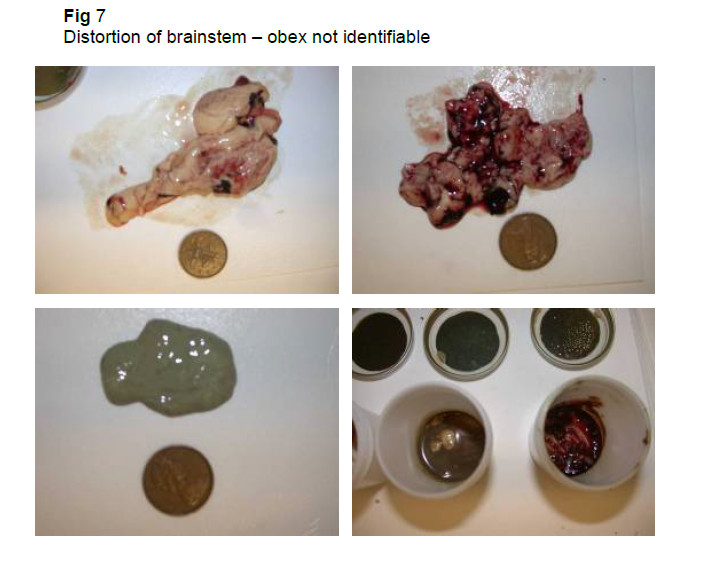 Fig 7
Distortion of brainstem – obex not identifiable